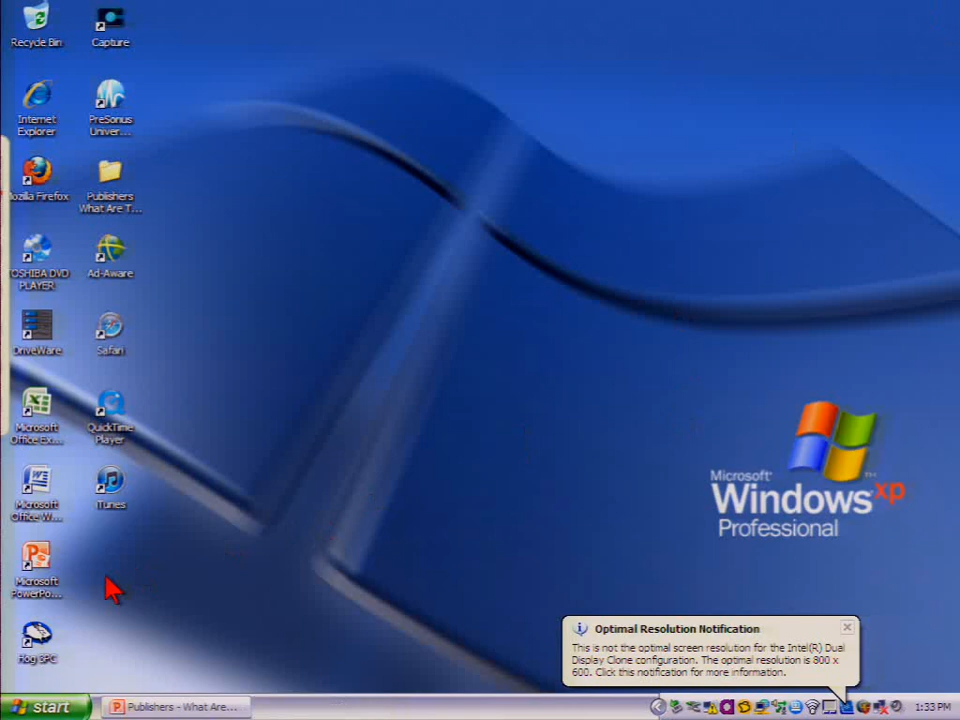 Recycle Bin
Capture
Internet
Explorer
PreSonus
Univer...
Mozilla Firefox
Publishers
What Are T...
TOSHIBA DVD
PLAYER
Ad-Aware
DriveWare
Safari
Microsoft
Office Ex...
QuickTime
Player
Microsoft
Office W...
iTunes
Microsoft
PowerPo...
Hog 3PC
Microsoft®
Windows xp
Professional
Optimal Resolution Notification
This is not the optimal screen resolution for the Intel(R) Dual
Display Clone configuration. The optimal resolution is 800 x
600. Click this notification for more information.
start
Publishers - What Are...
1:33 PM